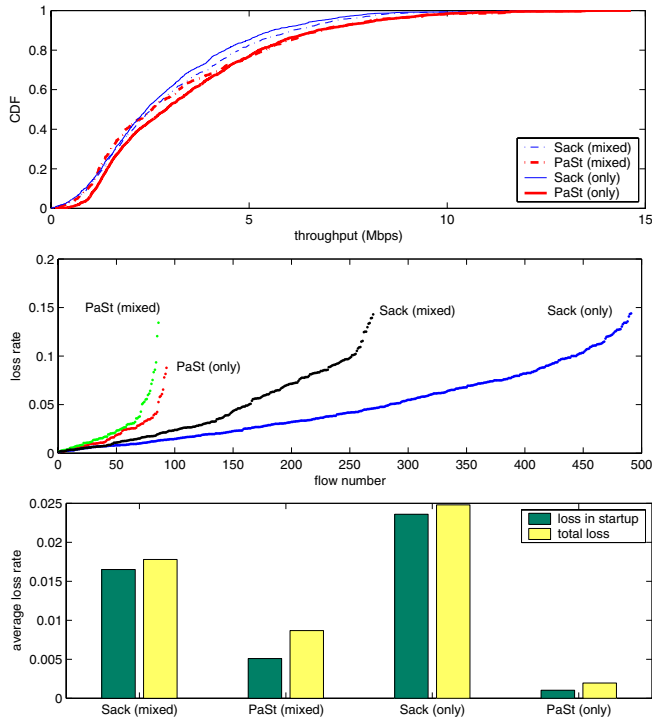 1
0.8
0.6
0.4
0.2
0
CDF
Sack (mixed)
PaSt (mixed)
Sack (only)
PaSt (only)
0
5
10
15
throughput (Mbps)
0.2
0.15
0.1
0.05
0
loss rate
PaSt (mixed)
PaSt (only)
Sack (mixed)
Sack (only)
0
50
100
150
200
250
300
350
400
450
500
flow number
0.025
0.02
0.015
0.01
0.005
0
average loss rate
loss in startup
total loss
Sack (mixed)
PaSt (mixed)
Sack (only)
PaSt (only)